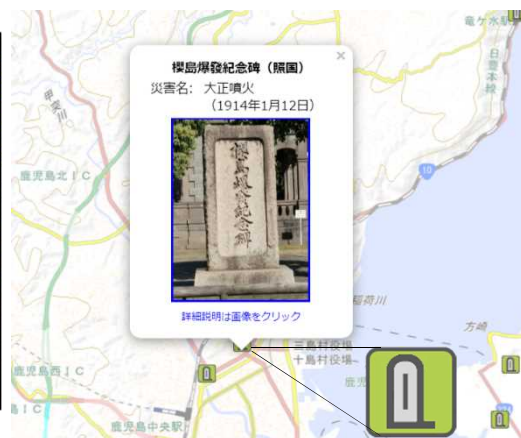 櫻島爆發紀念碑（照国）
災害名: 大正噴火
（1914年1月12日）
櫻島爆發紀念碑
詳細説明は画像をクリック
竜ケ水駅
日豊本線
甲突川
鹿児島北IC
10
稲荷川
三島村役場
十島村役場
方崎
鹿児島西IC
鹿児島中央駅